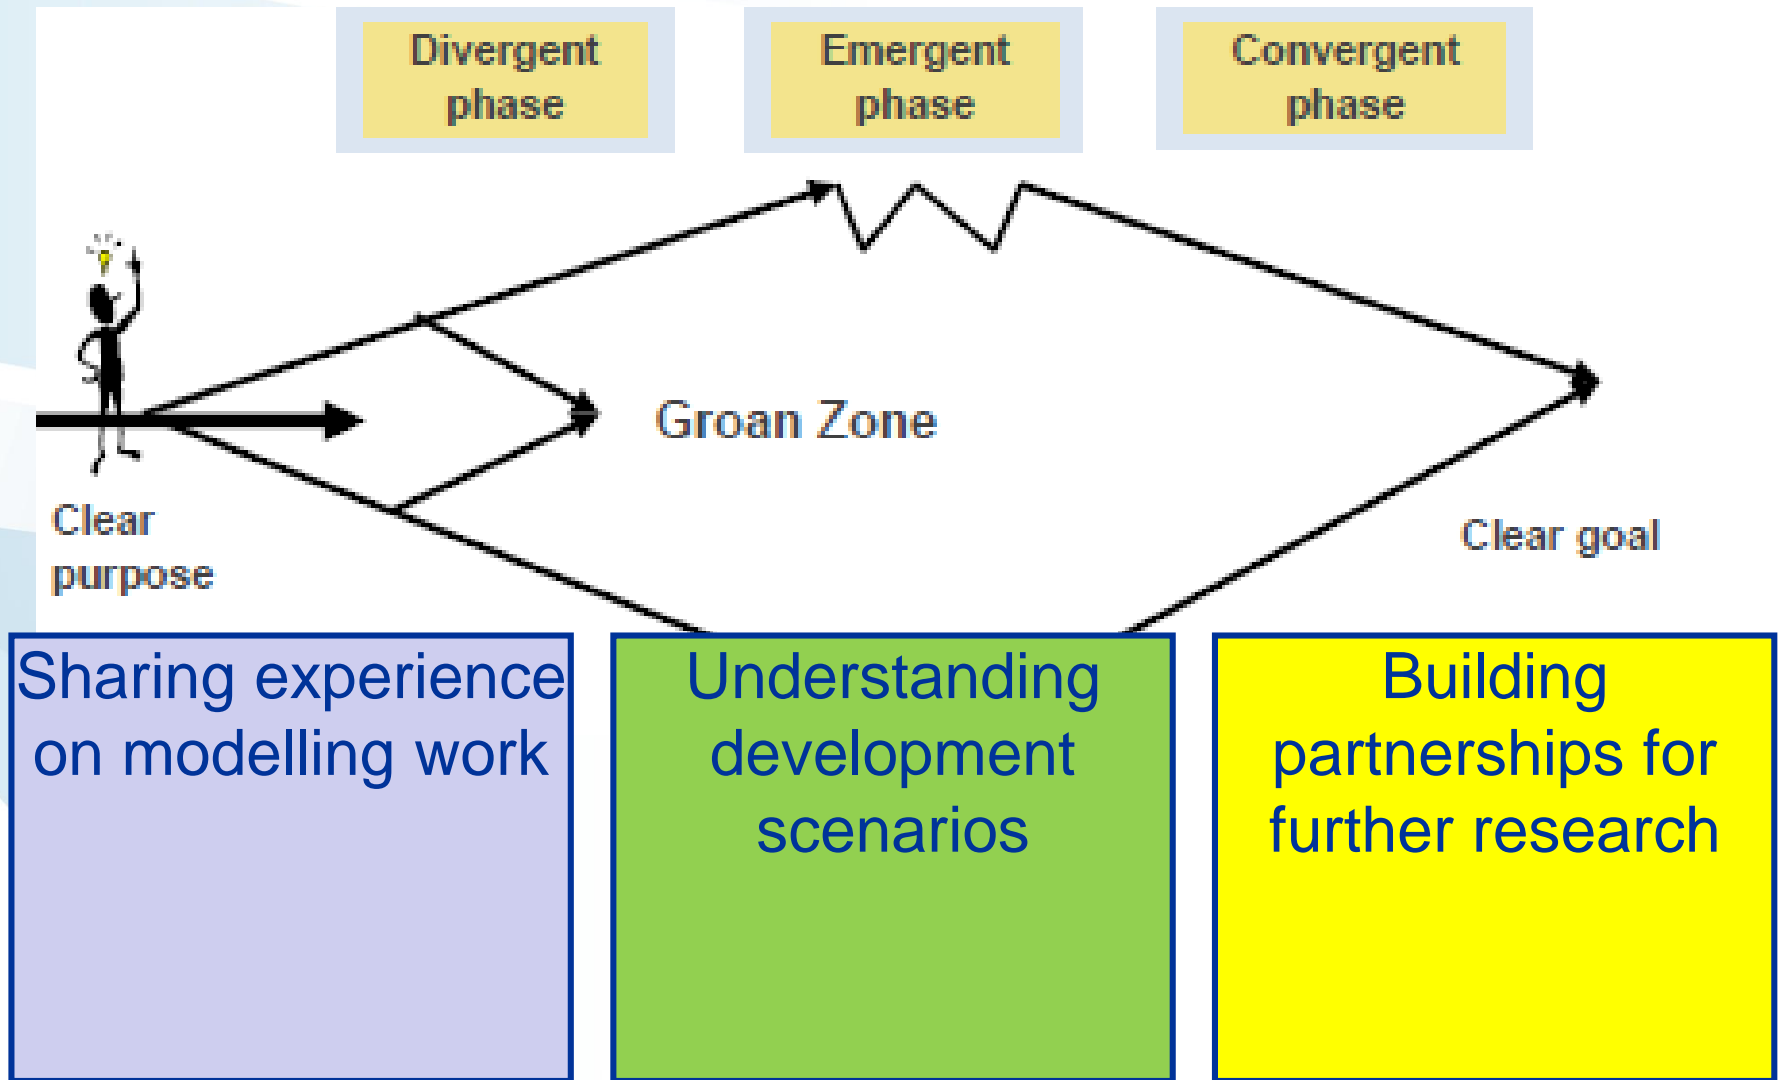 Divergent
phase
Emergent
phase
Convergent
phase
Groan Zone
Clear
purpose
Clear goal
Sharing experience
on modelling work
Understanding
development
scenarios
Building
partnerships for
further research